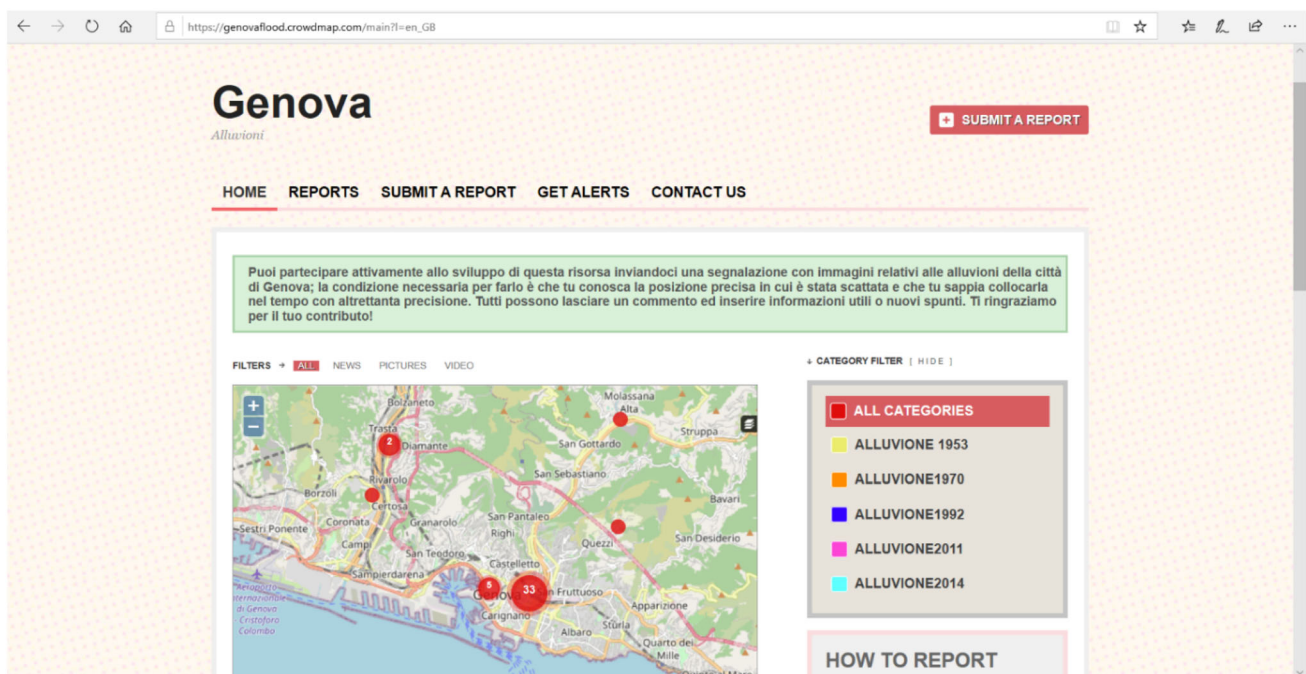 https://genovaflood.crowdmap.com/main?l=en_GB
Genova
Alluvioni
SUBMIT A REPORT
HOME REPORTS SUBMIT A REPORT GET ALERTS CONTACT US
Puoi partecipare attivamente allo sviluppo di questa risorsa inviandoci una segnalazione con immagini relativi alle alluvioni della città
di Genova; la condizione necessaria per farlo è che tu conosca la posizione precisa in cui è stata scattata e che tu sappia collocarla
nel tempo con altrettanta precisione. Tutti possono lasciare un commento ed inserire informazioni utili o nuovi spunti. Ti ringraziamo
per il tuo contributo!
FILTERS → ALL NEWS PICTURES VIDEO
Bolzaneto
Molassana
Alta
Trasta
Struppa
2
Diamante
San Gottardo
Rivarolo
San Sebastiano
Borzoli
Bavari
Certosa
Sestri Ponente
Coronata
Granarolo
San Pantaleo
Righi
Campi
Quezzi
San Desiderio
San Teodoro
Castelletto
Sampierdarena
Aeroporto
di Genova
Cristoforo
Colombo
5
33
Genova
n Fruttuoso
Carignano
Apparizione
Albaro
Sturla
Quarto dei
Mille
↓ CATEGORY FILTER [ HIDE ]
ALL CATEGORIES
ALLUVIONE 1953
ALLUVIONE1970
ALLUVIONE1992
ALLUVIONE2011
ALLUVIONE2014
HOW TO REPORT